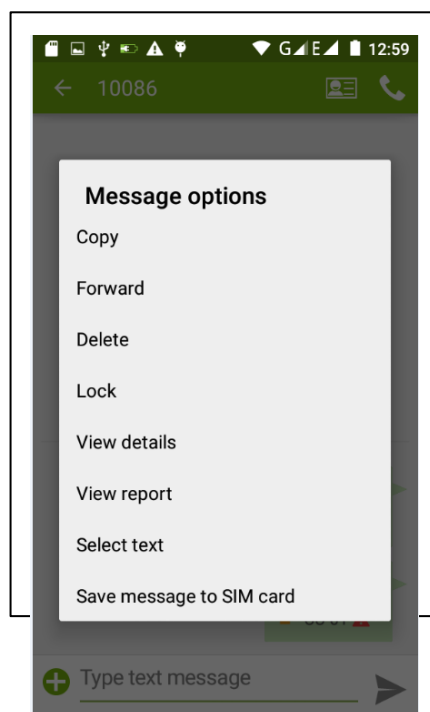 G E 12:59
10086
Message options
Copy
Forward
Delete
Lock
View details
View report
Select text
Save message to SIM card
Type text message